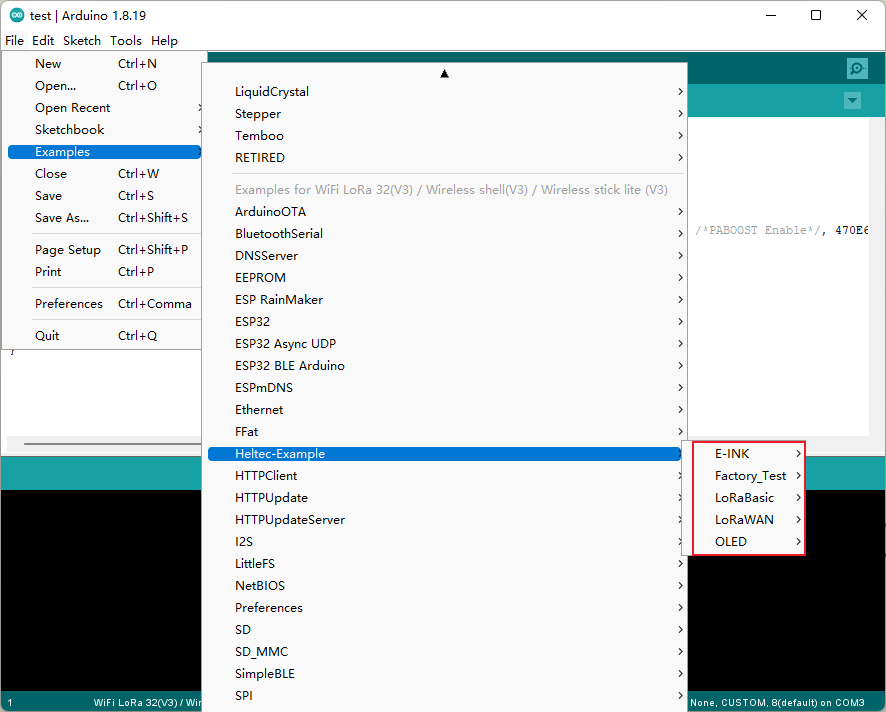 test | Arduino 1.8.19
File Edit Sketch Tools Help
New Ctrl+N
Open... Ctrl+O
Open Recent
Sketchbook
Examples
Close Ctrl+W
Save Ctrl+S
Save As... Ctrl+Shift+S
Page Setup Ctrl+Shift+P
Print Ctrl+P
Preferences Ctrl+Comma
Quit Ctrl+Q
LiquidCrystal
Stepper
Temboo
RETIRED
Examples for WiFi LoRa 32(V3) / Wireless shell(V3) / Wireless stick lite (V3)
ArduinoOTA
BluetoothSerial
DNSServer
EEPROM
ESP RainMaker
ESP32
ESP32 Async UDP
ESP32 BLE Arduino
ESPmDNS
Ethernet
FFat
Heltec-Example
HTTPClient
HTTPUpdate
HTTPUpdateServer
I2S
LittleFS
NetBIOS
Preferences
SD
SD_MMC
SimpleBLE
SPI
E-INK
Factory_Test
LoRaBasic
LoRaWAN
OLED
/*PABOOST Enable*/, 470E6
1 WiFi LoRa 32(V3) / Wir
None, CUSTOM, 8(default) on COM3